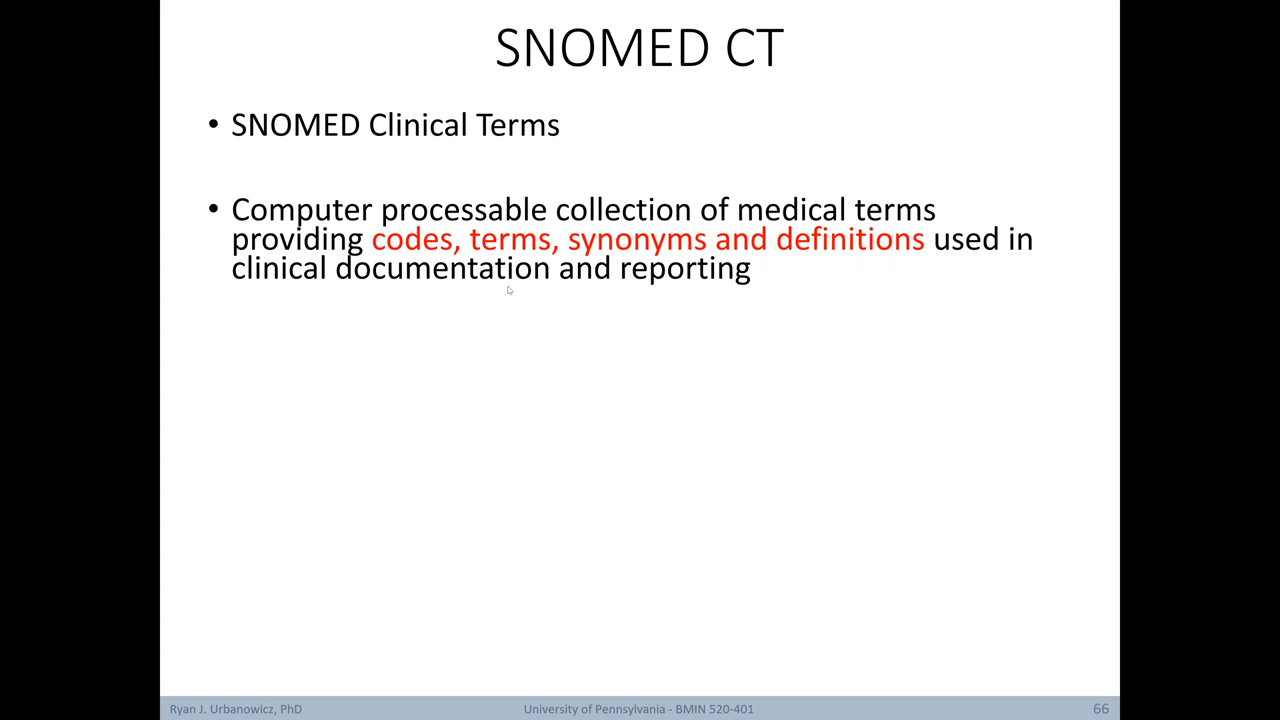 SNOMED CT
• SNOMED Clinical Terms
• Computer processable collection of medical terms
providing codes, terms, synonyms and definitions used in
clinical documentation and reporting
Ryan J. Urbanowicz, PhD
University of Pennsylvania - BMIN 520-401
66